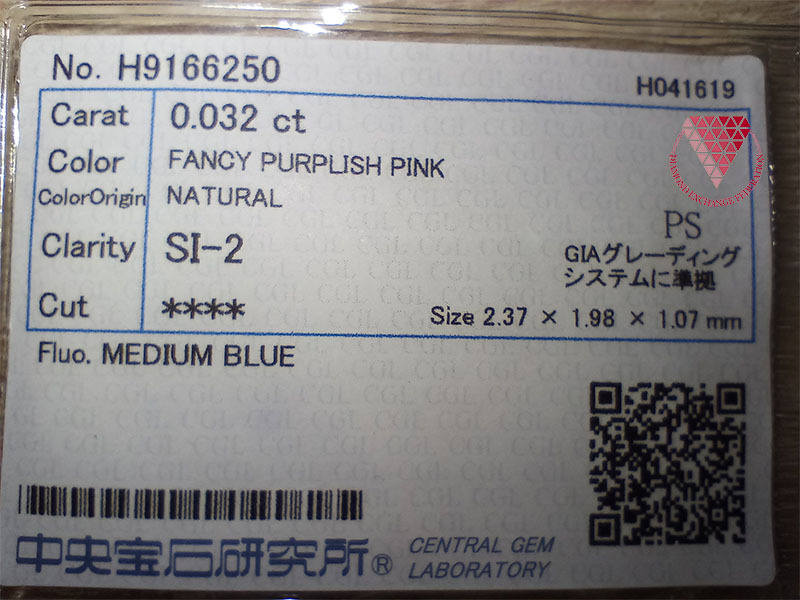 No. H9166250
H041619
Carat 0.032 ct
Color FANCY PURPLISH PINK
ColorOrigin NATURAL
Clarity SI-2
PS
GIAグレーディング
システムに準拠
Cut ****
Size 2.37 × 1.98 × 1.07 mm
Fluo. MEDIUM BLUE
中央宝石研究所®
CENTRAL GEM
LABORATORY